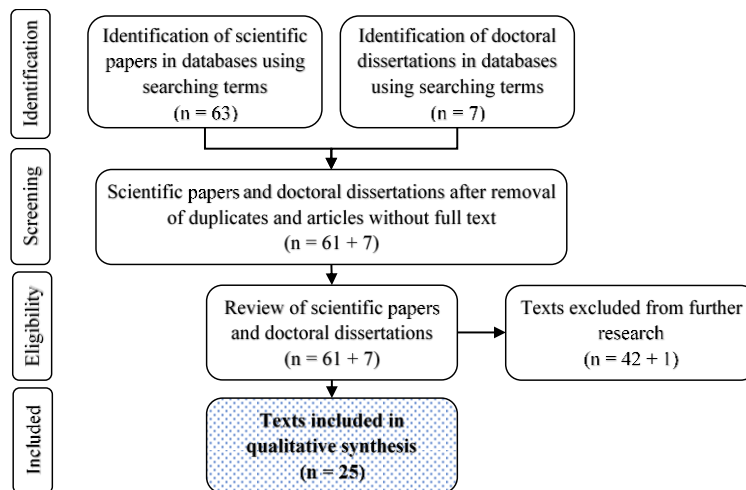 Identification
Identification of scientific
papers in databases using
searching terms
(n = 63)
Identification of doctoral
dissertations in databases
using searching terms
(n = 7)
Screening
Scientific papers and doctoral dissertations after removal
of duplicates and articles without full text
(n = 61 + 7)
Eligibility
Review of scientific papers
and doctoral dissertations
(n = 61 + 7)
Texts excluded from further
research
(n = 42 + 1)
Included
Texts included in
qualitative synthesis
(n = 25)